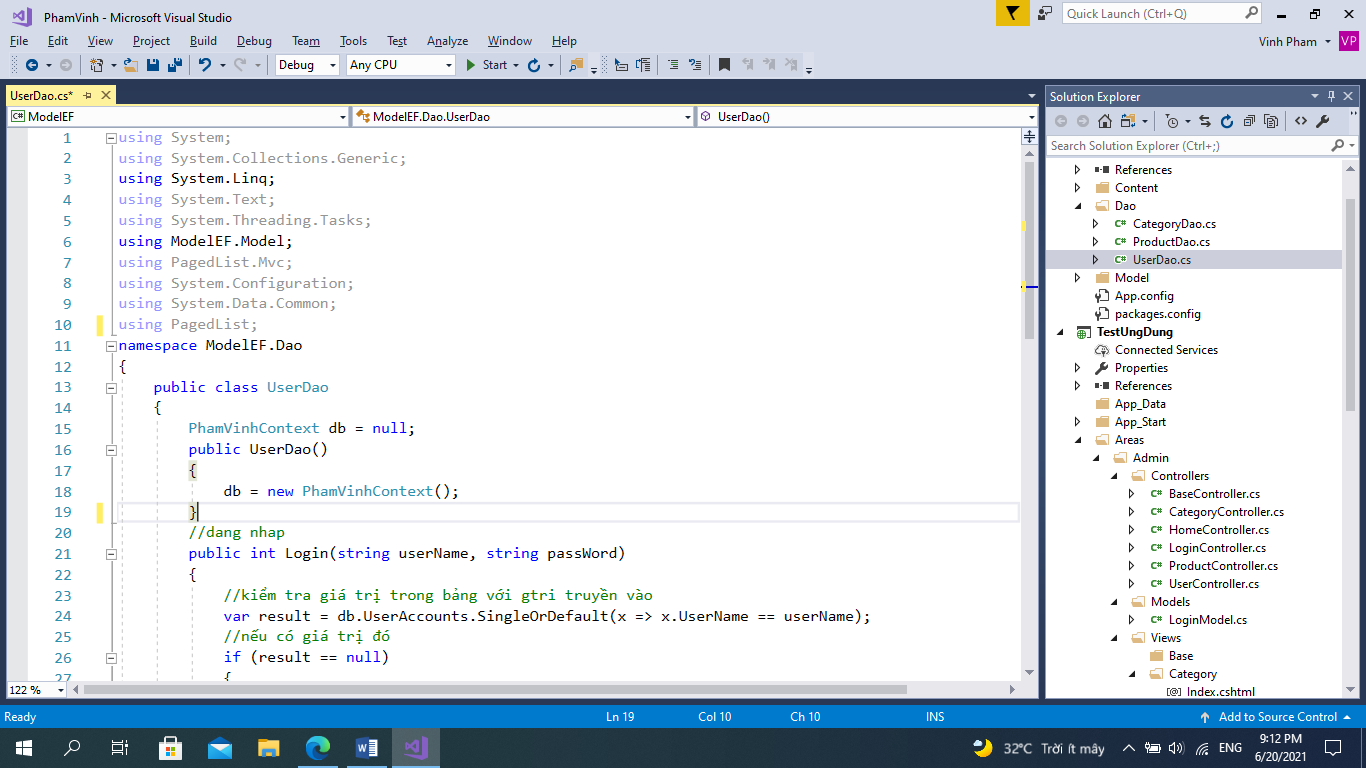 PhamVinh - Microsoft Visual Studio
Quick Launch (Ctrl+Q)
File Edit View Project Build Debug Team Tools Test Analyze Window Help
Vinh Pham VP
Debug Any CPU Start
UserDao.cs*
ModelEF ModelEF.Dao.UserDao UserDao()
1 using System;
2 using System.Collections.Generic;
3 using System.Linq;
4 using System.Text;
5 using System.Threading.Tasks;
6 using ModelEF.Model;
7 using PagedList.Mvc;
8 using System.Configuration;
9 using System.Data.Common;
10 using PagedList;
11 namespace ModelEF.Dao
12 {
13 public class UserDao
14 {
15 PhamVinhContext db = null;
16 public UserDao()
17 {
18 db = new PhamVinhContext();
19 }
20 //dang nhap
21 public int Login(string userName, string passWord)
22 {
23 //kiểm tra giá trị trong bảng với gtri truyền vào
24 var result = db.UserAccounts.SingleOrDefault(x => x.UserName == userName);
25 //nếu có giá trị đó
26 if (result == null)
27 {
122 %
Solution Explorer
Search Solution Explorer (Ctrl+;)
References
Content
Dao
C# CategoryDao.cs
C# ProductDao.cs
C# UserDao.cs
Model
App.config
packages.config
TestUngDung
Connected Services
Properties
References
App_Data
App_Start
Areas
Admin
Controllers
C# BaseController.cs
C# CategoryController.cs
C# HomeController.cs
C# LoginController.cs
C# ProductController.cs
C# UserController.cs
Models
C# LoginModel.cs
Views
Base
Category
[@] Index.cshtml
Ready Ln 19 Col 10 Ch 10 INS Add to Source Control
32°C Trời ít mây ENG 9:12 PM
6/20/2021